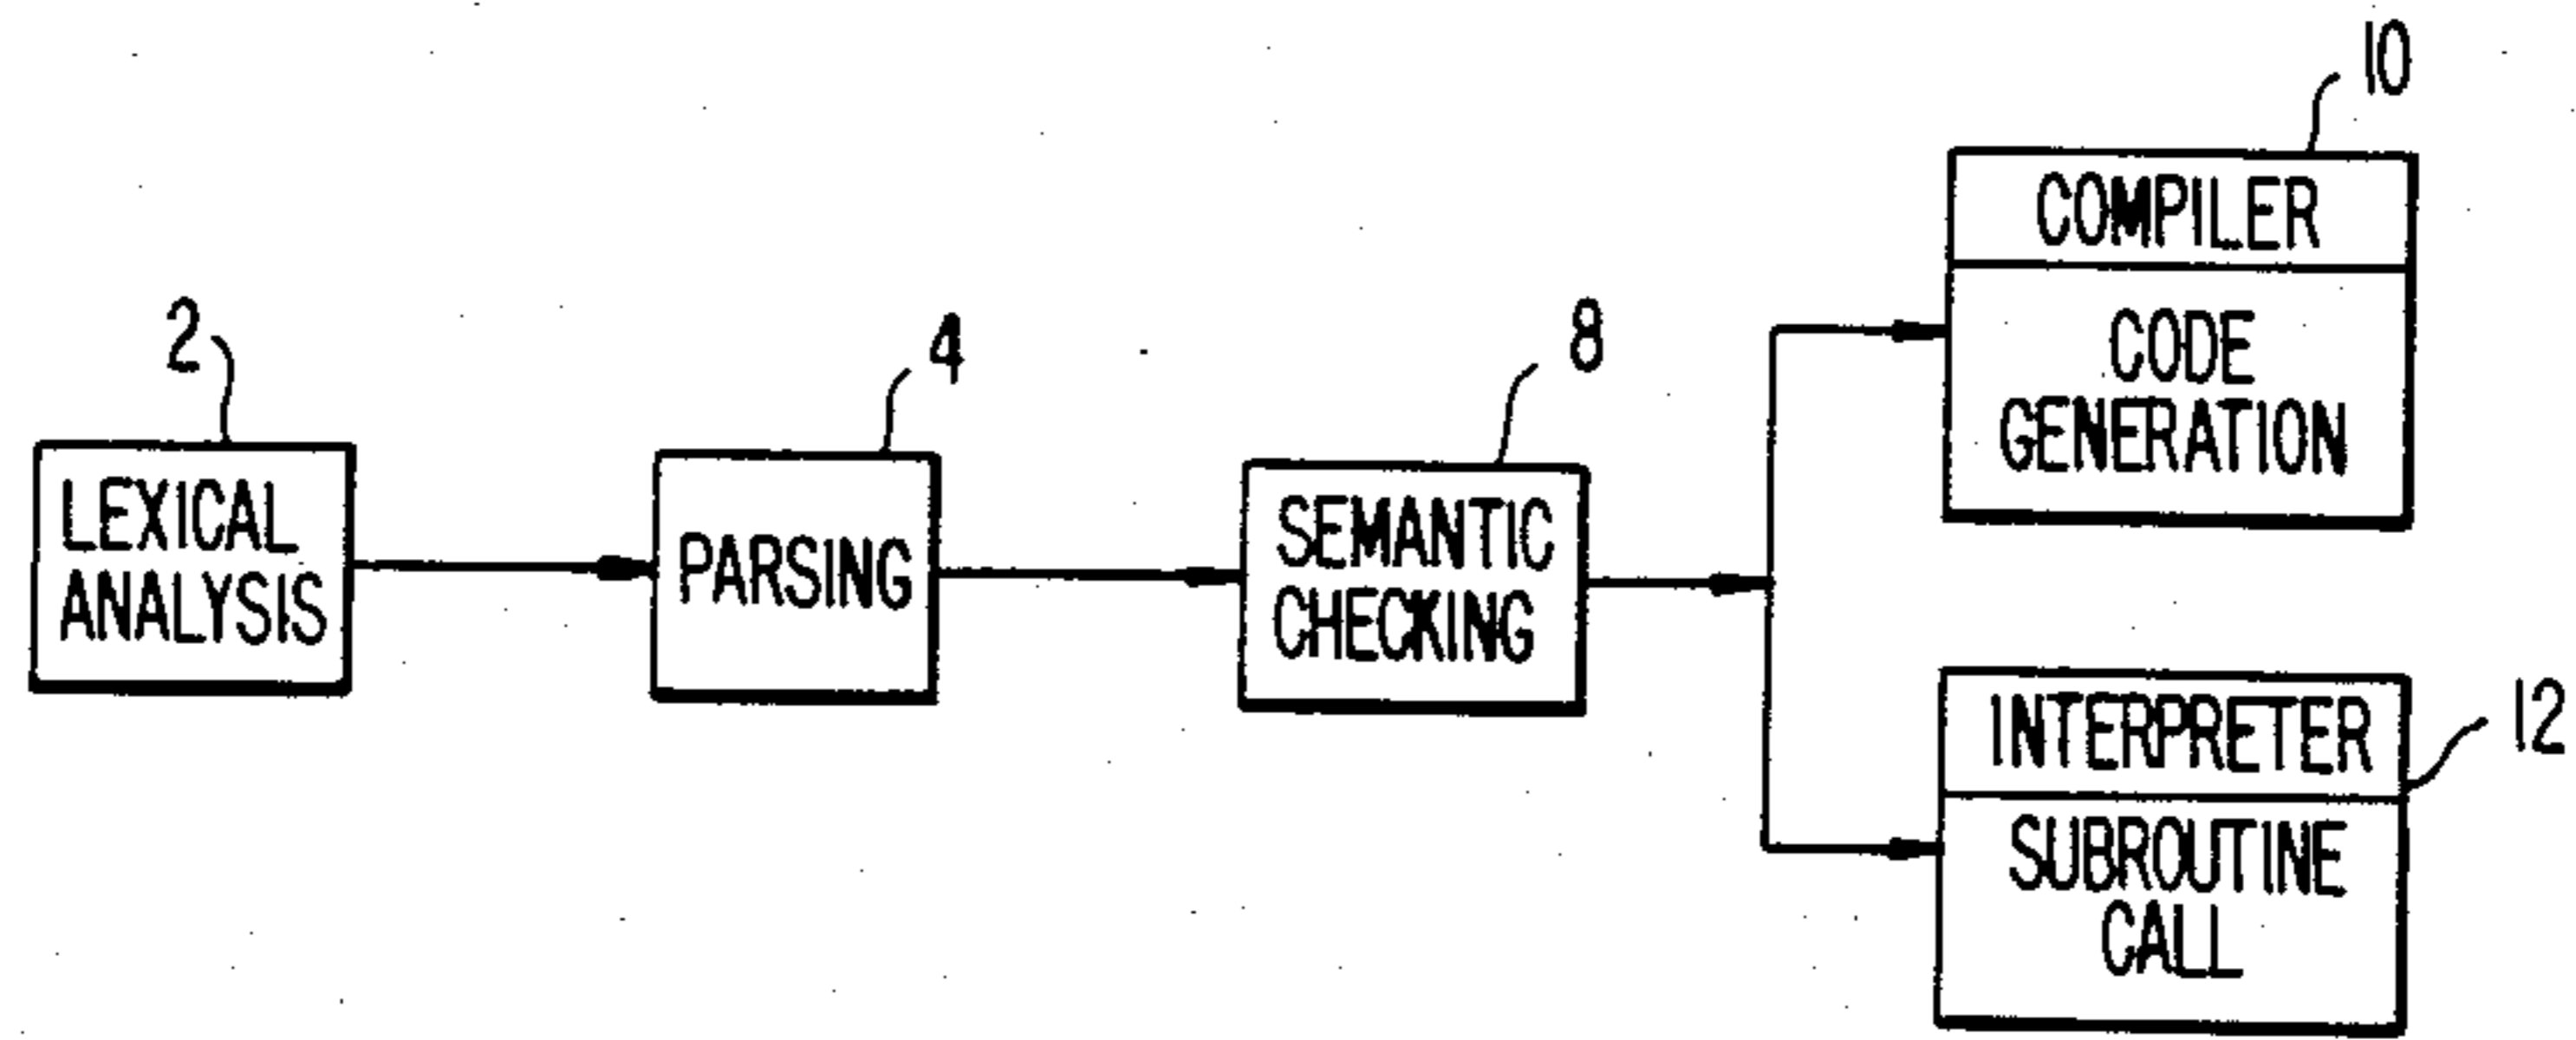 2
LEXICAL
ANALYSIS
4
PARSING
8
SEMANTIC
CHECKING
10
COMPILER
CODE
GENERATION
12
INTERPRETER
SUBROUTINE
CALL